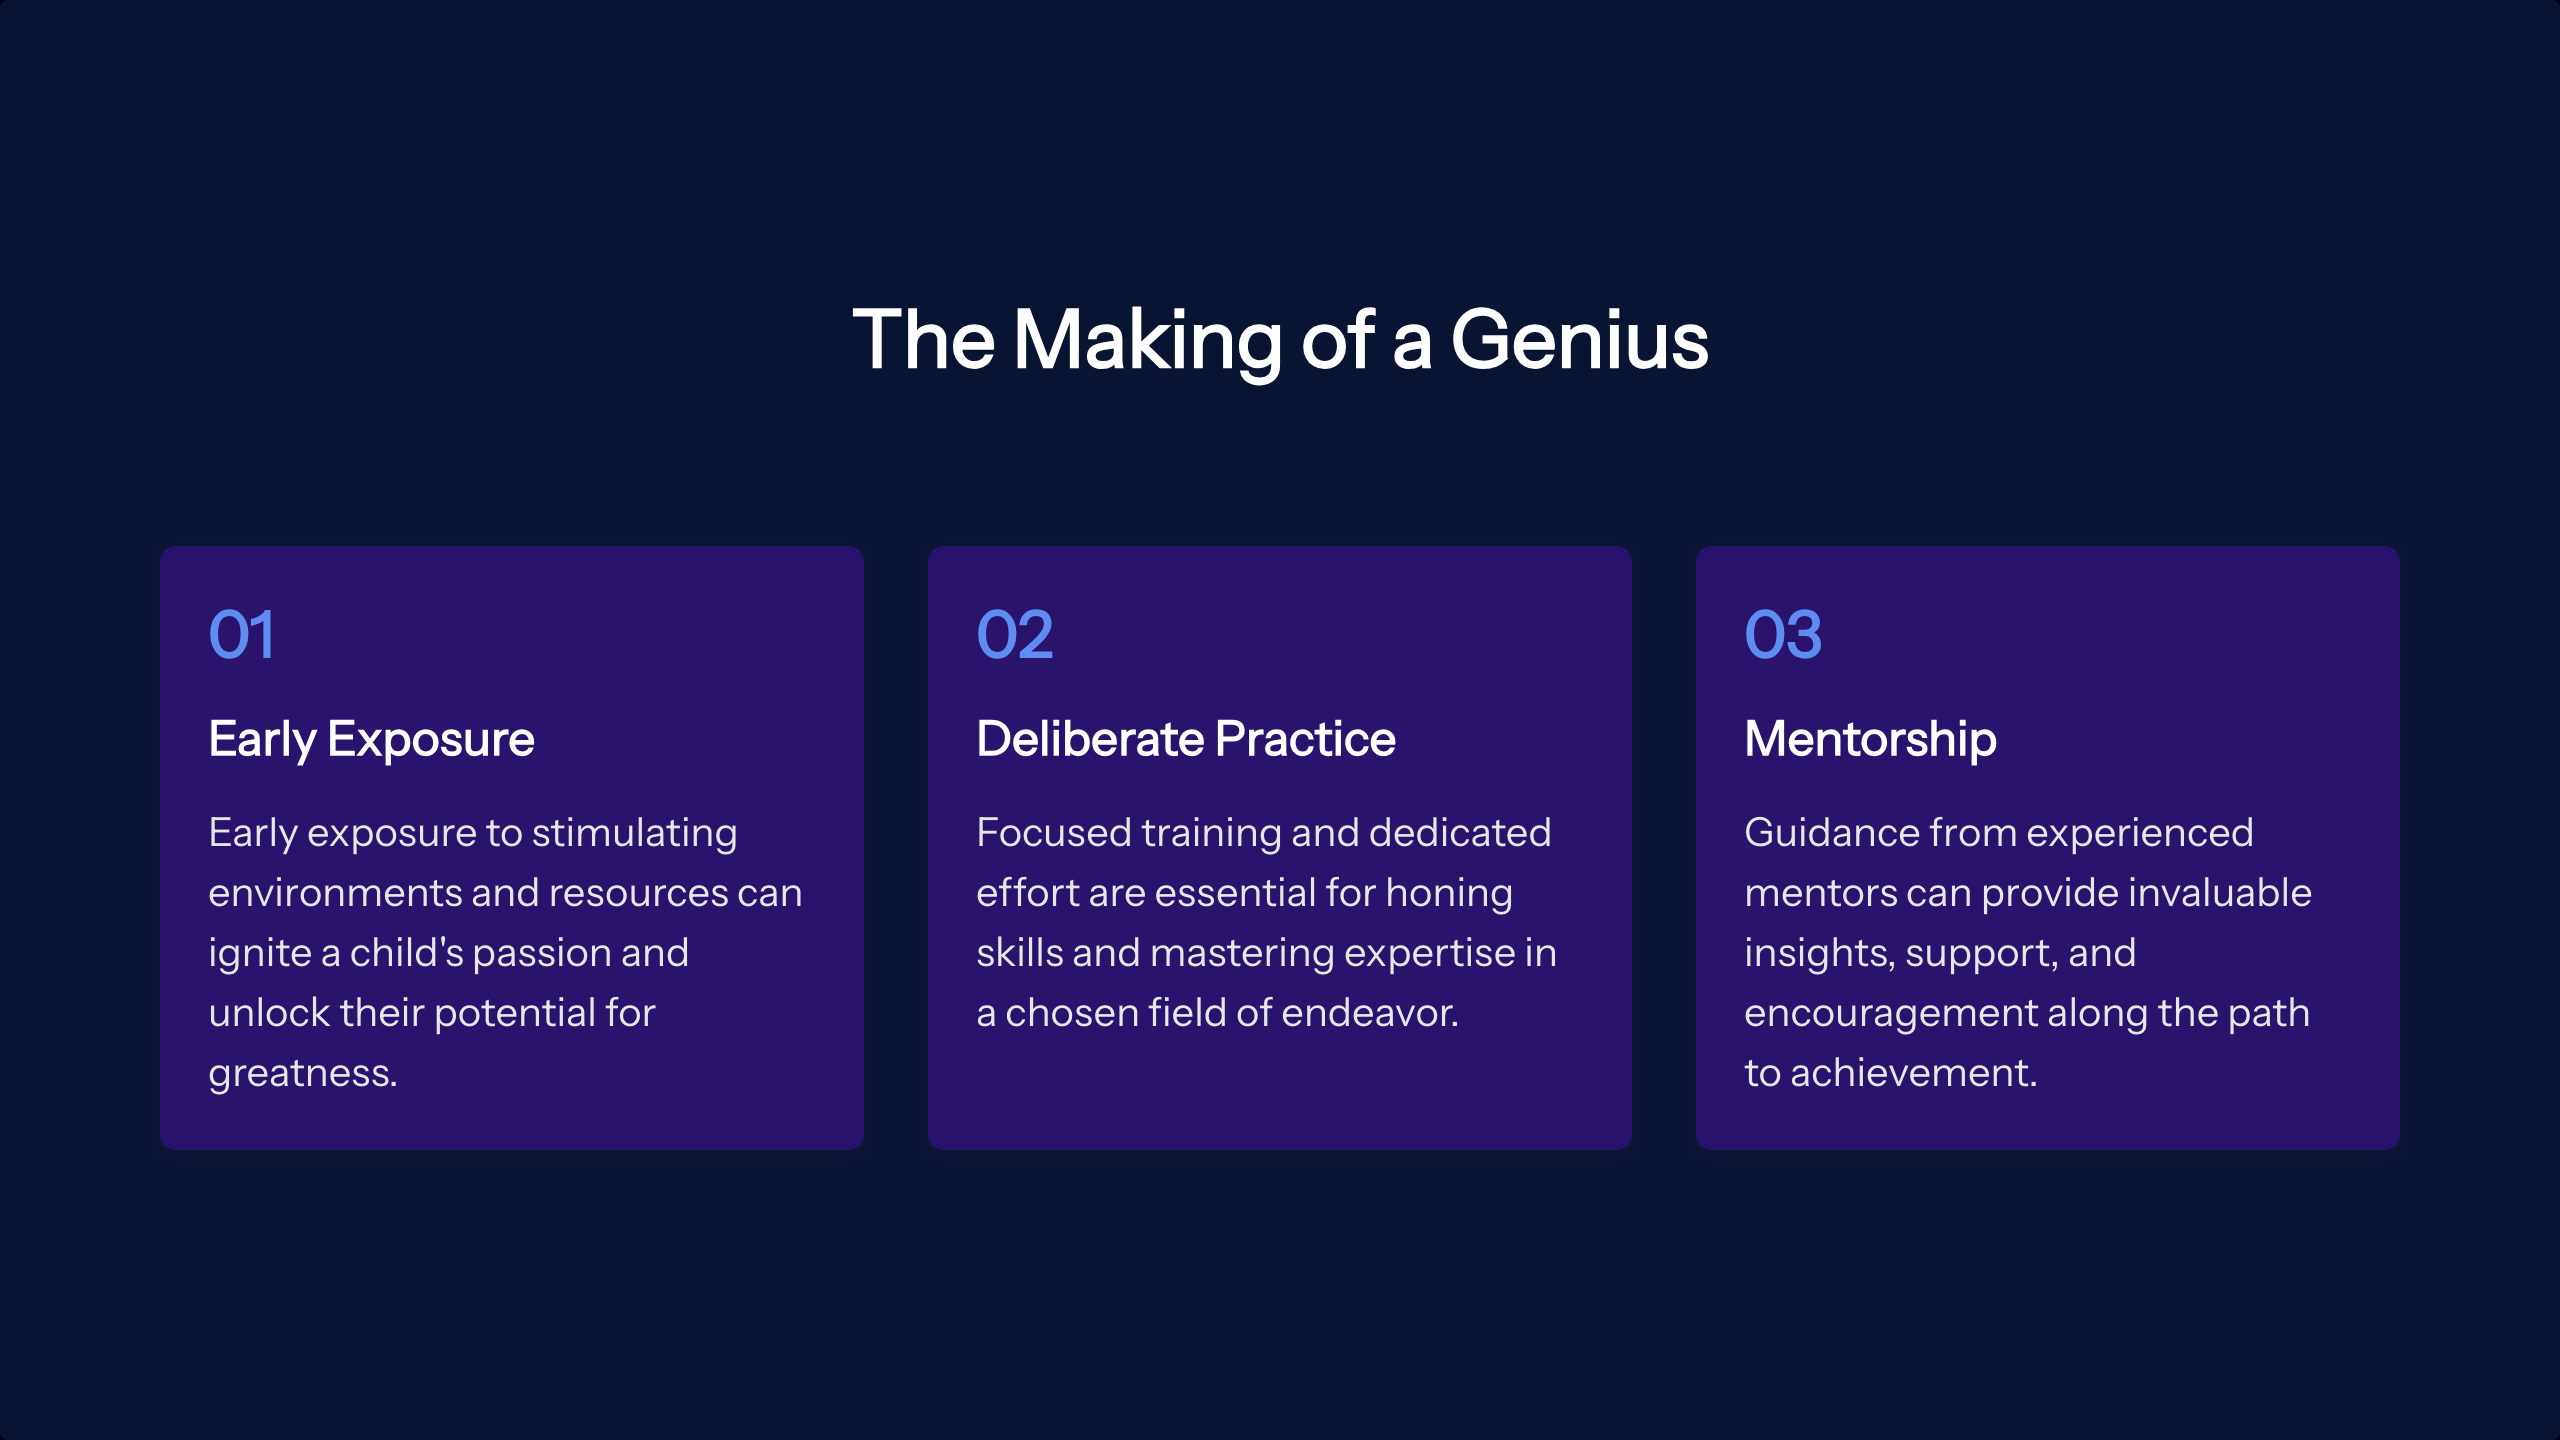 The Making of a Genius
01
Early Exposure
Early exposure to stimulating
environments and resources can
ignite a child's passion and
unlock their potential for
greatness.
02
Deliberate Practice
Focused training and dedicated
effort are essential for honing
skills and mastering expertise in
a chosen field of endeavor.
03
Mentorship
Guidance from experienced
mentors can provide invaluable
insights, support, and
encouragement along the path
to achievement.